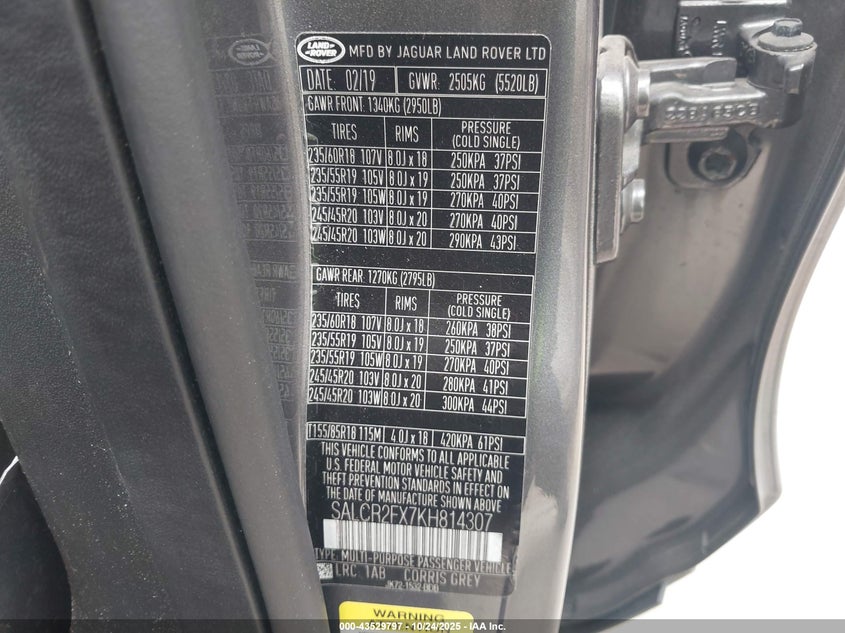 LAND ROVER MFD BY JAGUAR LAND ROVER LTD
DATE: 02/19 GVWR: 2505KG (5520LB)
GAWR FRONT: 1340KG (2950LB)
TIRES RIMS PRESSURE (COLD SINGLE)
235/60R18 107V 8.0J x 18 250KPA 37PSI
235/55R19 105V 8.0J x 19 250KPA 37PSI
235/55R19 105W 8.0J x 19 270KPA 40PSI
245/45R20 103V 8.0J x 20 270KPA 40PSI
245/45R20 103W 8.0J x 20 290KPA 43PSI
GAWR REAR: 1270KG (2795LB)
TIRES RIMS PRESSURE (COLD SINGLE)
235/60R18 107V 8.0J x 18 260KPA 38PSI
235/55R19 105V 8.0J x 19 250KPA 37PSI
235/55R19 105W 8.0J x 19 270KPA 40PSI
245/45R20 103V 8.0J x 20 280KPA 41PSI
245/45R20 103W 8.0J x 20 300KPA 44PSI
T155/85R18 115M 4.0J x 18 420KPA 61PSI
THIS VEHICLE CONFORMS TO ALL APPLICABLE
U.S. FEDERAL MOTOR VEHICLE SAFETY AND
THEFT PREVENTION STANDARDS IN EFFECT ON
THE DATE OF MANUFACTURE SHOWN ABOVE
SALCR2FX7KH814307
TYPE: MULTI-PURPOSE PASSENGER VEHICLE
LRC 1AB CORRIS GREY
JK72-1532-BDB
WARNING
000-43529797 - 10/24/2025 - IAA Inc.